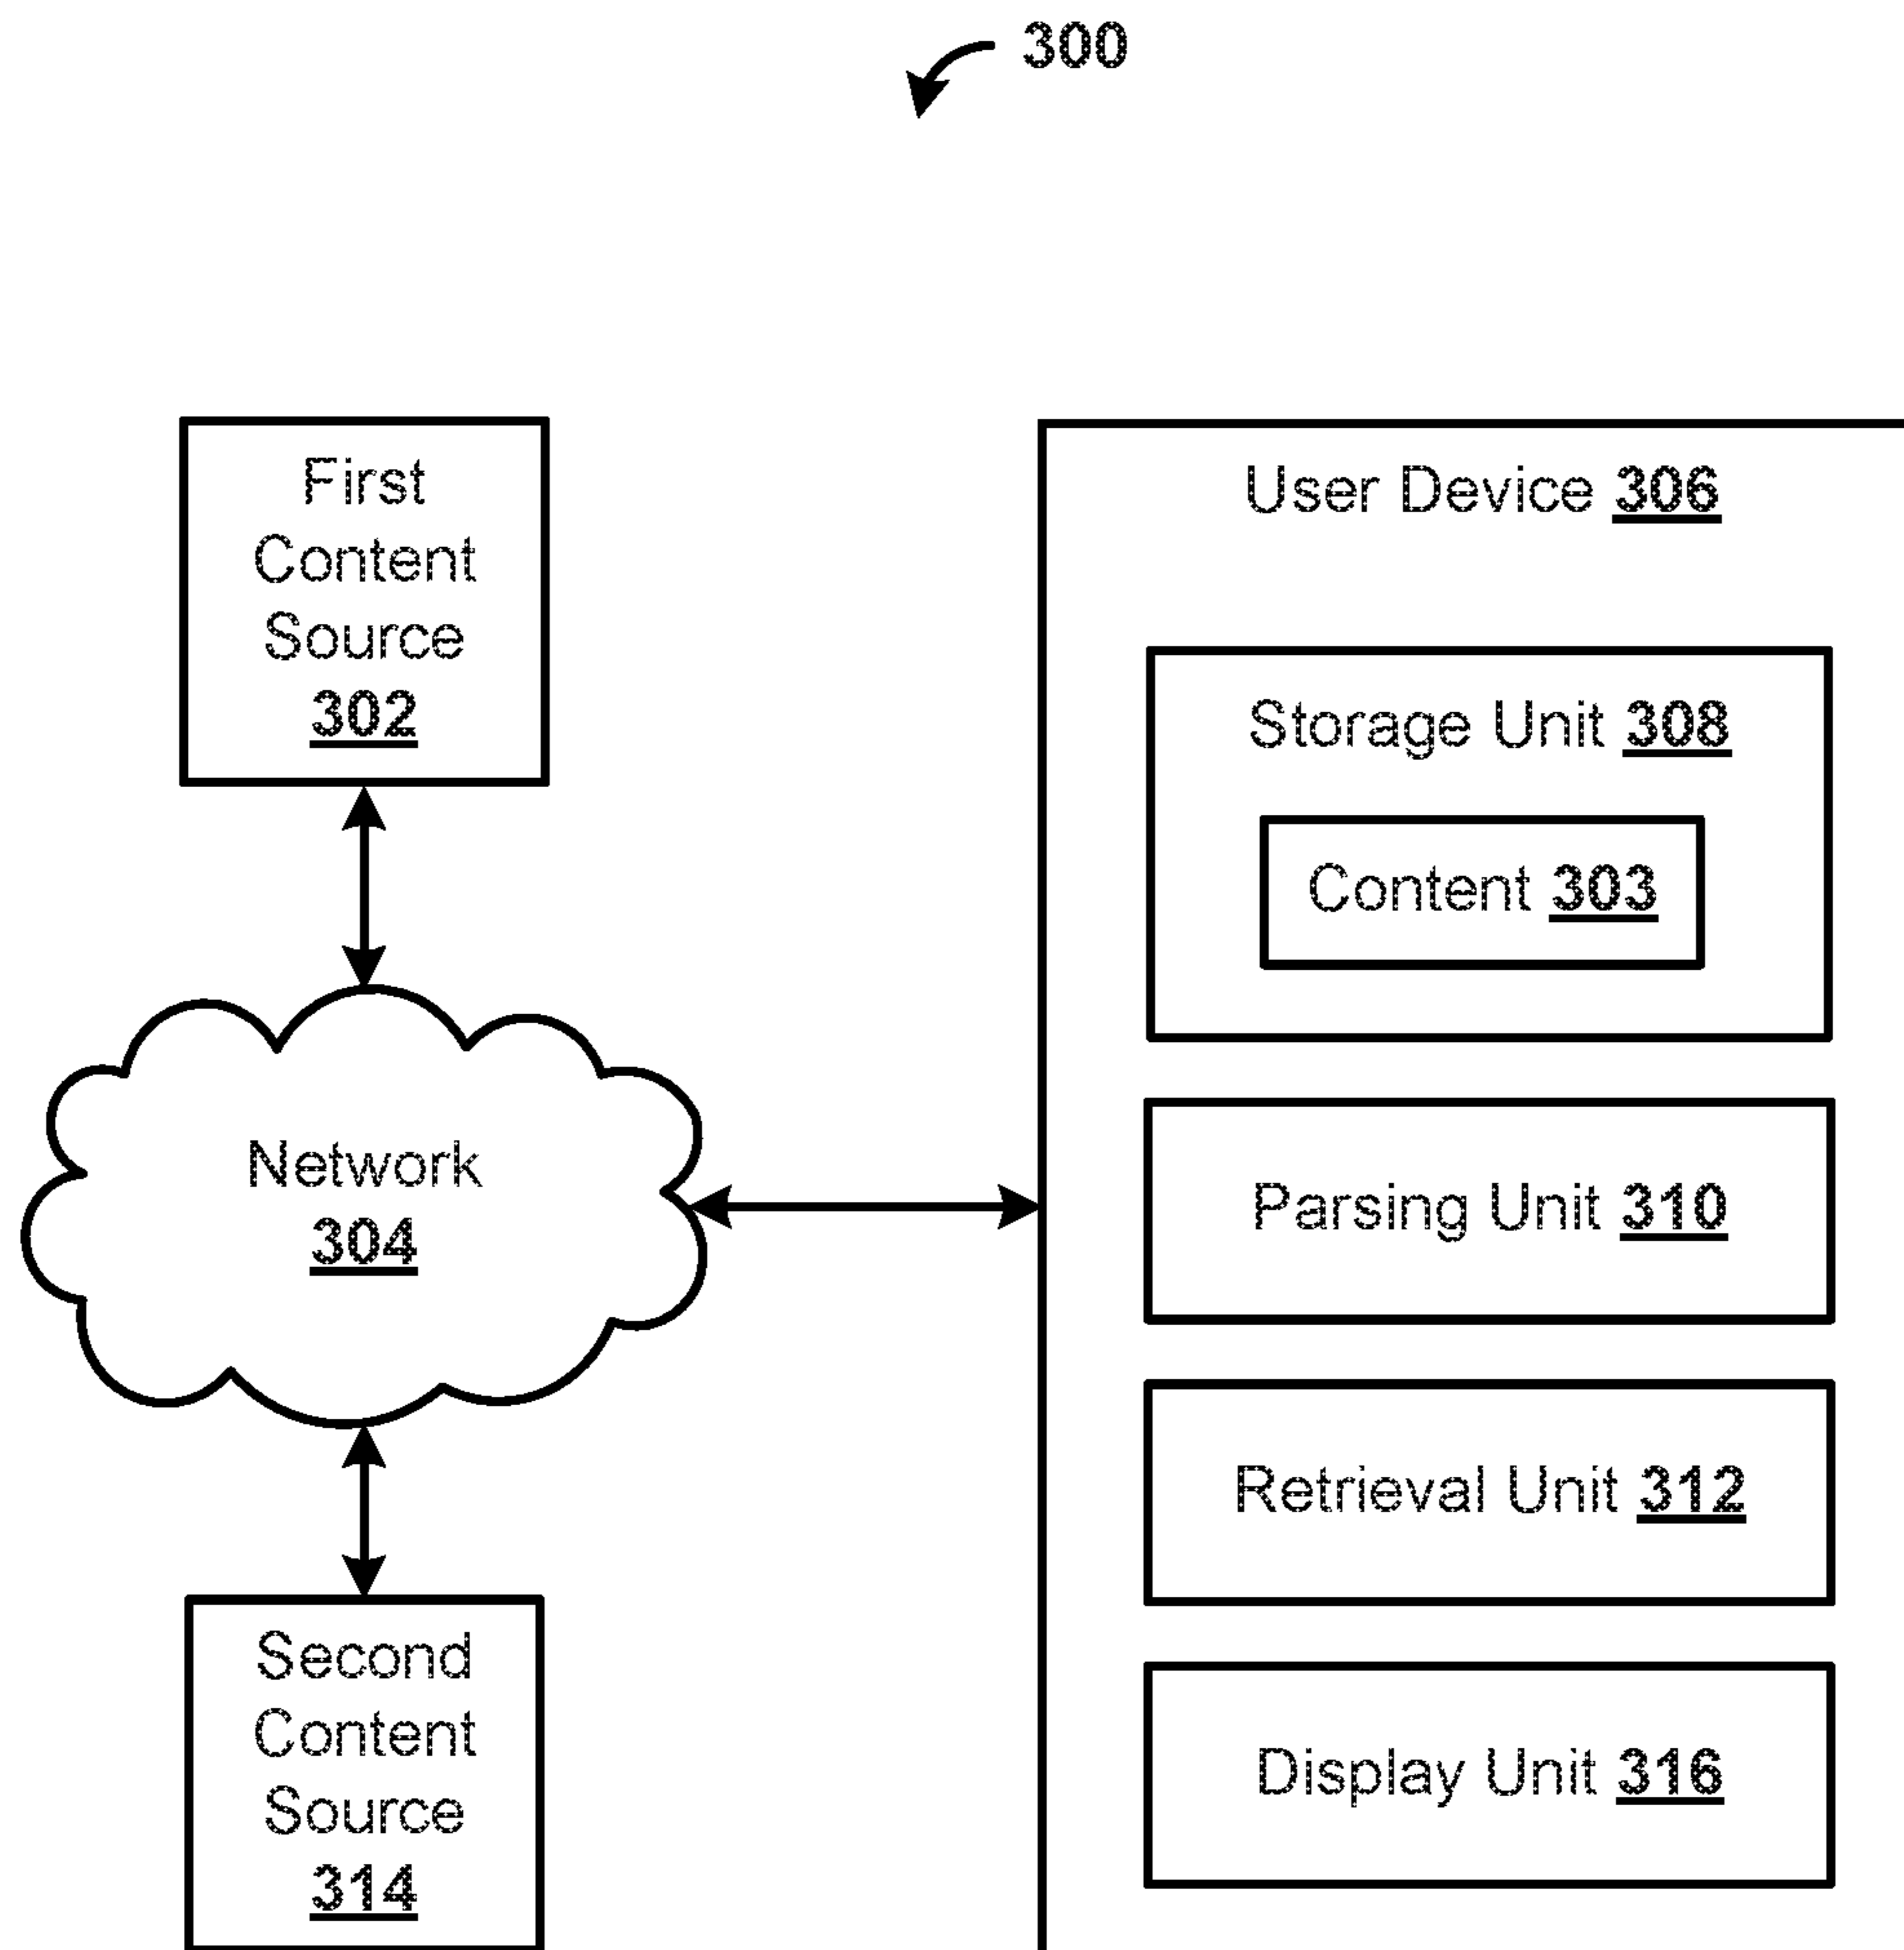 300
First
Content
Source
302
Network
304
Second
Content
Source
314
User Device 306
Storage Unit 308
Content 303
Parsing Unit 310
Retrieval Unit 312
Display Unit 316